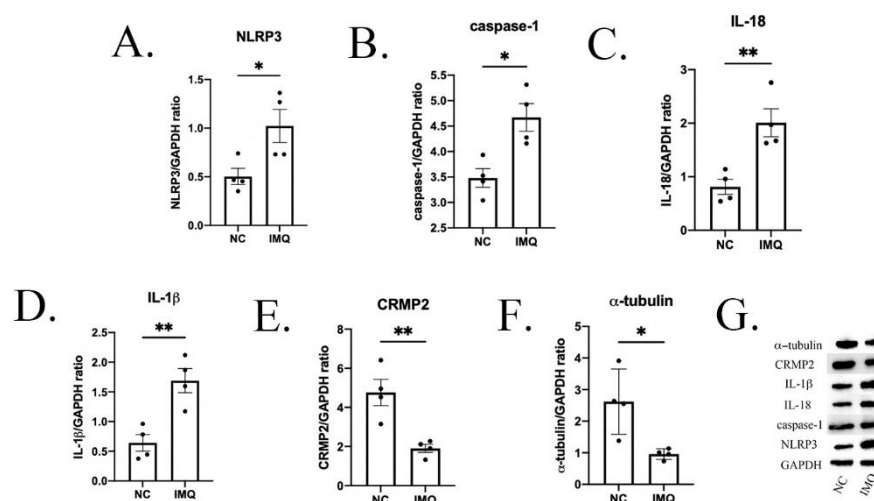 A.
NLRP3
*
NLRP3/GAPDH ratio
1.5
1.0
0.5
0.0
NC IMQ
B.
caspase-1
*
caspase-1/GAPDH ratio
5.5
5.0
4.5
4.0
3.5
3.0
2.5
NC IMQ
C.
IL-18
**
IL-18/GAPDH ratio
3
2
1
0
NC IMQ
D.
IL-1β
**
IL-1β/GAPDH ratio
2.5
2.0
1.5
1.0
0.5
0.0
NC IMQ
E.
CRMP2
**
CRMP2/GAPDH ratio
8
6
4
2
0
NC IMQ
F.
α-tubulin
*
α-tubulin/GAPDH ratio
5
4
3
2
1
0
NC IMQ
G.
α-tubulin
CRMP2
IL-1β
IL-18
caspase-1
NLRP3
GAPDH
NC IMQ